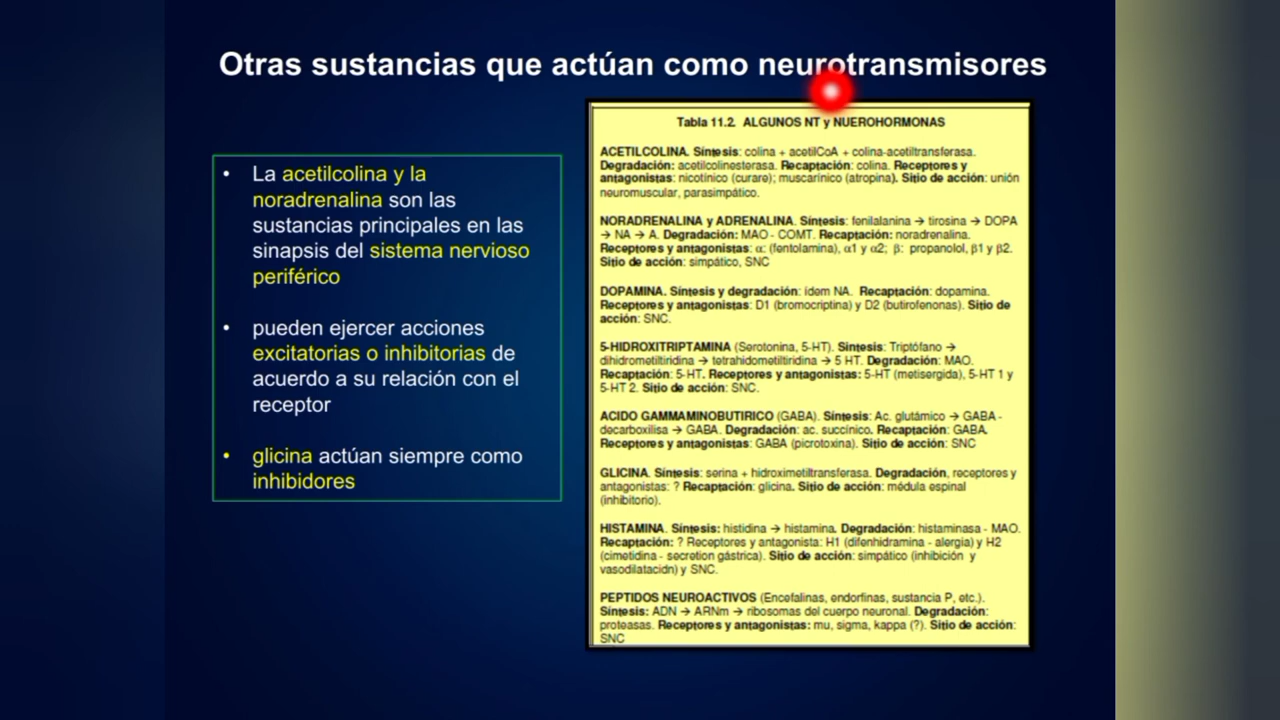 Otras sustancias que actúan como neurotransmisores
• La acetilcolina y la
noradrenalina son las
sustancias principales en las
sinapsis del sistema nervioso
periférico
• pueden ejercer acciones
excitatorias o inhibitorias de
acuerdo a su relación con el
receptor
• glicina actúan siempre como
inhibidores
Tabla 11.2. ALGUNOS NT y NUEROHORMONAS
ACETILCOLINA. Síntesis: colina + acetilCoA + colina-acetiltransferasa.
Degradación: acetilcolinesterasa. Recaptación: colina. Receptores y
antagonistas: nicotínico (curare); muscarínico (atropina). Sitio de acción: unión
neuromuscular, parasimpático.
NORADRENALINA y ADRENALINA. Síntesis: fenilalanina → tirosina → DOPA
→ NA → A. Degradación: MAO - COMT. Recaptación: noradrenalina.
Receptores y antagonistas: α: (fentolamina), α1 y α2; β: propanolol, β1 y β2.
Sitio de acción: simpático, SNC
DOPAMINA. Síntesis y degradación: ídem NA. Recaptación: dopamina.
Receptores y antagonistas: D1 (bromocriptina) y D2 (butirofenonas). Sitio de
acción: SNC.
5-HIDROXITRIPTAMINA (Serotonina, 5-HT). Síntesis: Triptófano →
dihidrometiltiridina → tetrahidometiltiridina → 5 HT. Degradación: MAO.
Recaptación: 5-HT. Receptores y antagonistas: 5-HT (metisergida), 5-HT 1 y
5-HT 2. Sitio de acción: SNC.
ACIDO GAMMAMINOBUTIRICO (GABA). Síntesis: Ac. glutámico → GABA -
decarboxilisa → GABA. Degradación: ac. succínico. Recaptación: GABA.
Receptores y antagonistas: GABA (picrotoxina). Sitio de acción: SNC
GLICINA. Síntesis: serina + hidroximetiltransferasa. Degradación, receptores y
antagonistas: ? Recaptación: glicina. Sitio de acción: médula espinal
(inhibitorio).
HISTAMINA. Síntesis: histidina → histamina. Degradación: histaminasa - MAO.
Recaptación: ? Receptores y antagonista: H1 (difenhidramina - alergia) y H2
(cimetidina - secretion gástrica). Sitio de acción: simpático (inhibición y
vasodilatacidn) y SNC.
PEPTIDOS NEUROACTIVOS (Encefalinas, endorfinas, sustancia P, etc.).
Síntesis: ADN → ARNm → ribosomas del cuerpo neuronal. Degradación:
proteasas. Receptores y antagonistas: mu, sigma, kappa (?). Sitio de acción:
SNC